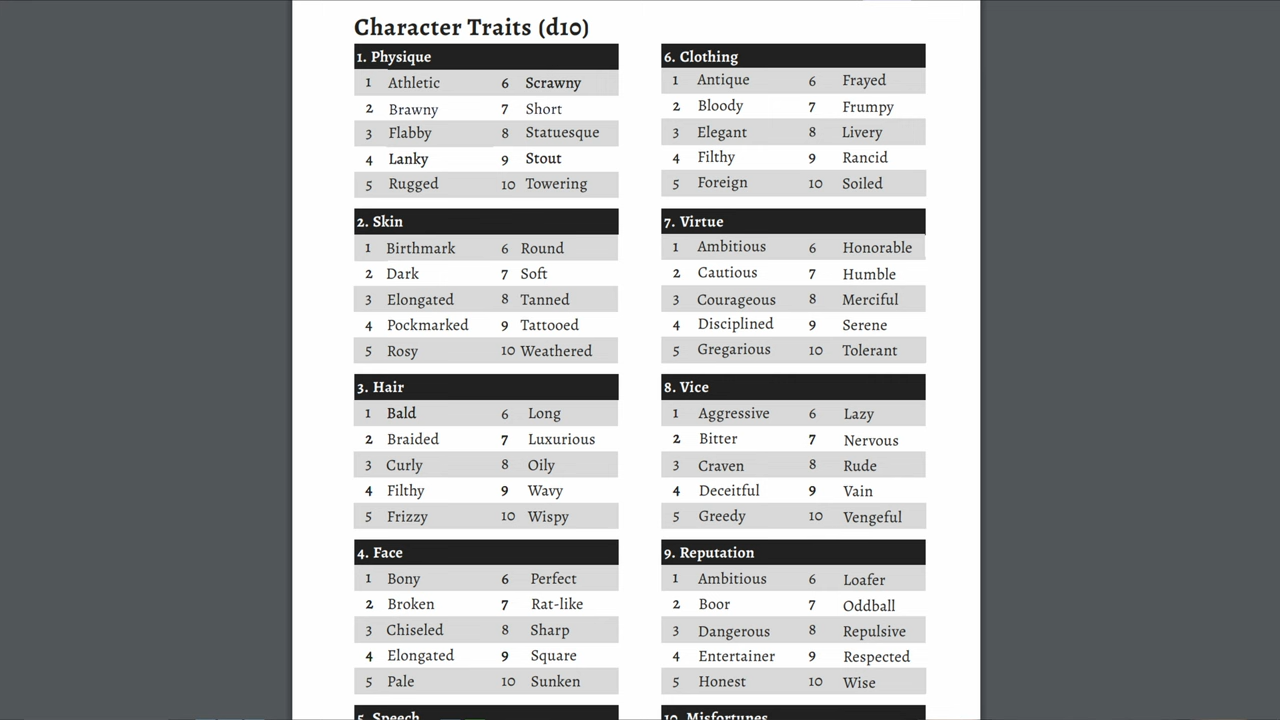 Character Traits (d10)
1. Physique
1 Athletic 6 Scrawny
2 Brawny 7 Short
3 Flabby 8 Statuesque
4 Lanky 9 Stout
5 Rugged 10 Towering
2. Skin
1 Birthmark 6 Round
2 Dark 7 Soft
3 Elongated 8 Tanned
4 Pockmarked 9 Tattooed
5 Rosy 10 Weathered
3. Hair
1 Bald 6 Long
2 Braided 7 Luxurious
3 Curly 8 Oily
4 Filthy 9 Wavy
5 Frizzy 10 Wispy
4. Face
1 Bony 6 Perfect
2 Broken 7 Rat-like
3 Chiseled 8 Sharp
4 Elongated 9 Square
5 Pale 10 Sunken
5. Speech
6. Clothing
1 Antique 6 Frayed
2 Bloody 7 Frumpy
3 Elegant 8 Livery
4 Filthy 9 Rancid
5 Foreign 10 Soiled
7. Virtue
1 Ambitious 6 Honorable
2 Cautious 7 Humble
3 Courageous 8 Merciful
4 Disciplined 9 Serene
5 Gregarious 10 Tolerant
8. Vice
1 Aggressive 6 Lazy
2 Bitter 7 Nervous
3 Craven 8 Rude
4 Deceitful 9 Vain
5 Greedy 10 Vengeful
9. Reputation
1 Ambitious 6 Loafer
2 Boor 7 Oddball
3 Dangerous 8 Repulsive
4 Entertainer 9 Respected
5 Honest 10 Wise
10. Misfortunes